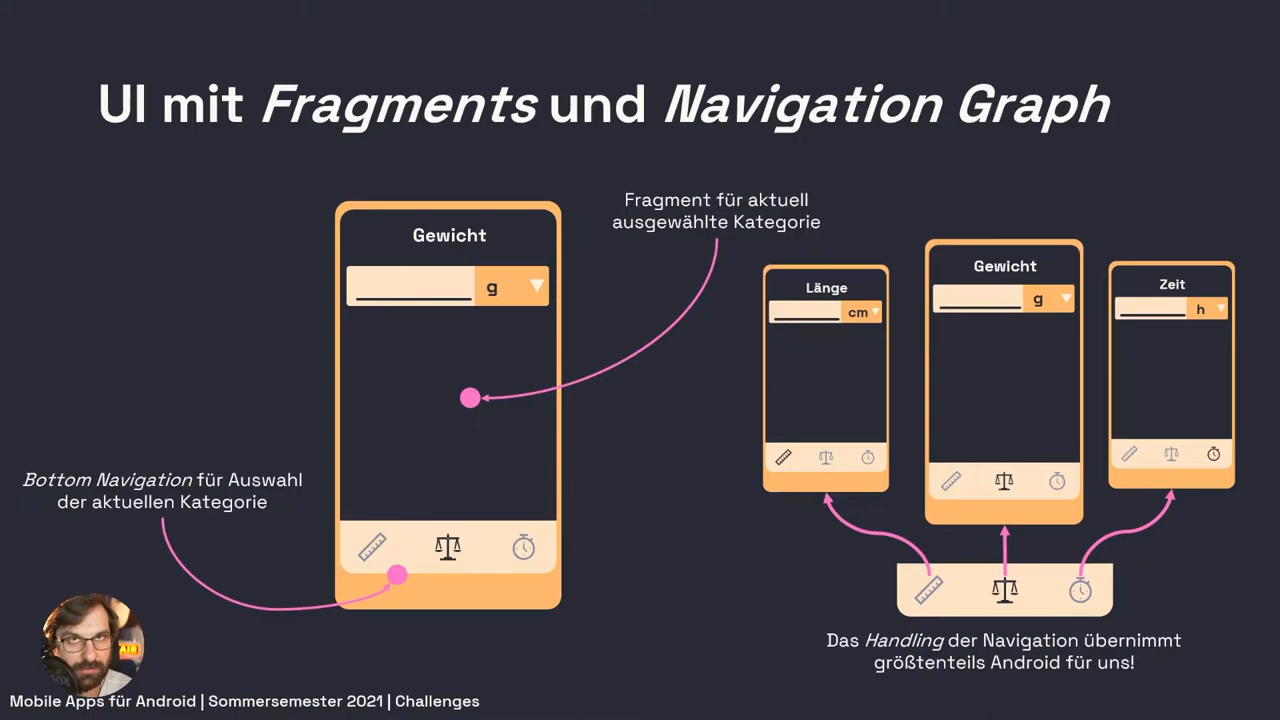 UI mit Fragments und Navigation Graph
Fragment für aktuell
ausgewählte Kategorie
Gewicht
g
Bottom Navigation für Auswahl
der aktuellen Kategorie
Länge
cm
Gewicht
g
Zeit
h
Das Handling der Navigation übernimmt
größtenteils Android für uns!
AIR
Mobile Apps für Android | Sommersemester 2021 | Challenges